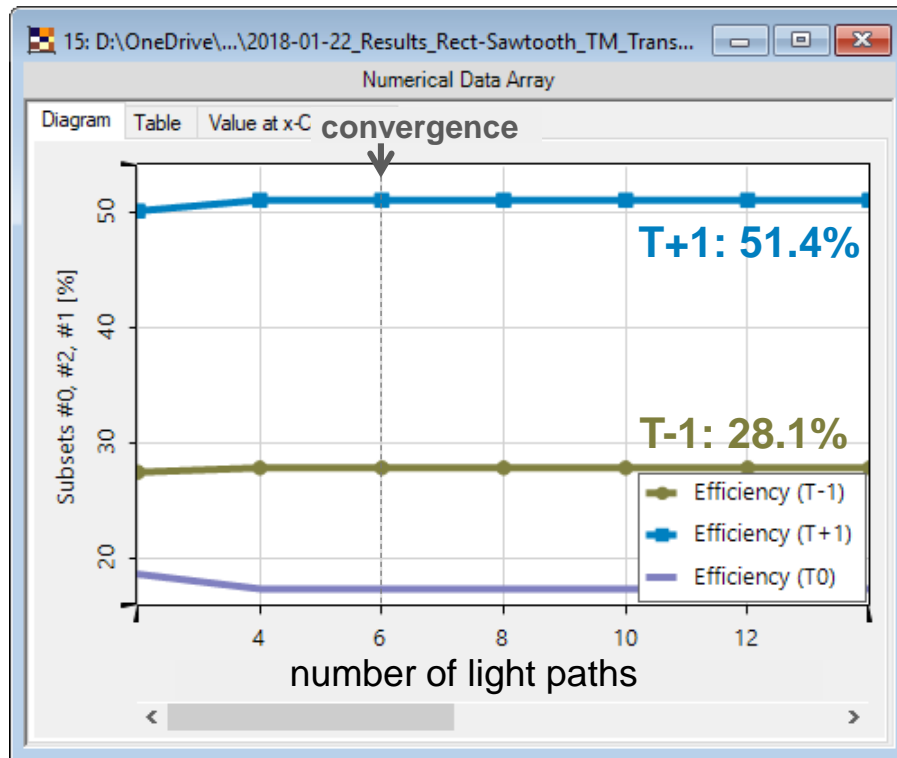 15: D:\OneDrive\...\2018-01-22_Results_Rect-Sawtooth_TM_Trans...
Numerical Data Array
Diagram Table Value at x-C
convergence
50
40
30
20
Subsets #0, #2, #1 [%]
T+1: 51.4%
T-1: 28.1%
Efficiency (T-1)
Efficiency (T+1)
Efficiency (T0)
4 6 8 10 12
number of light paths